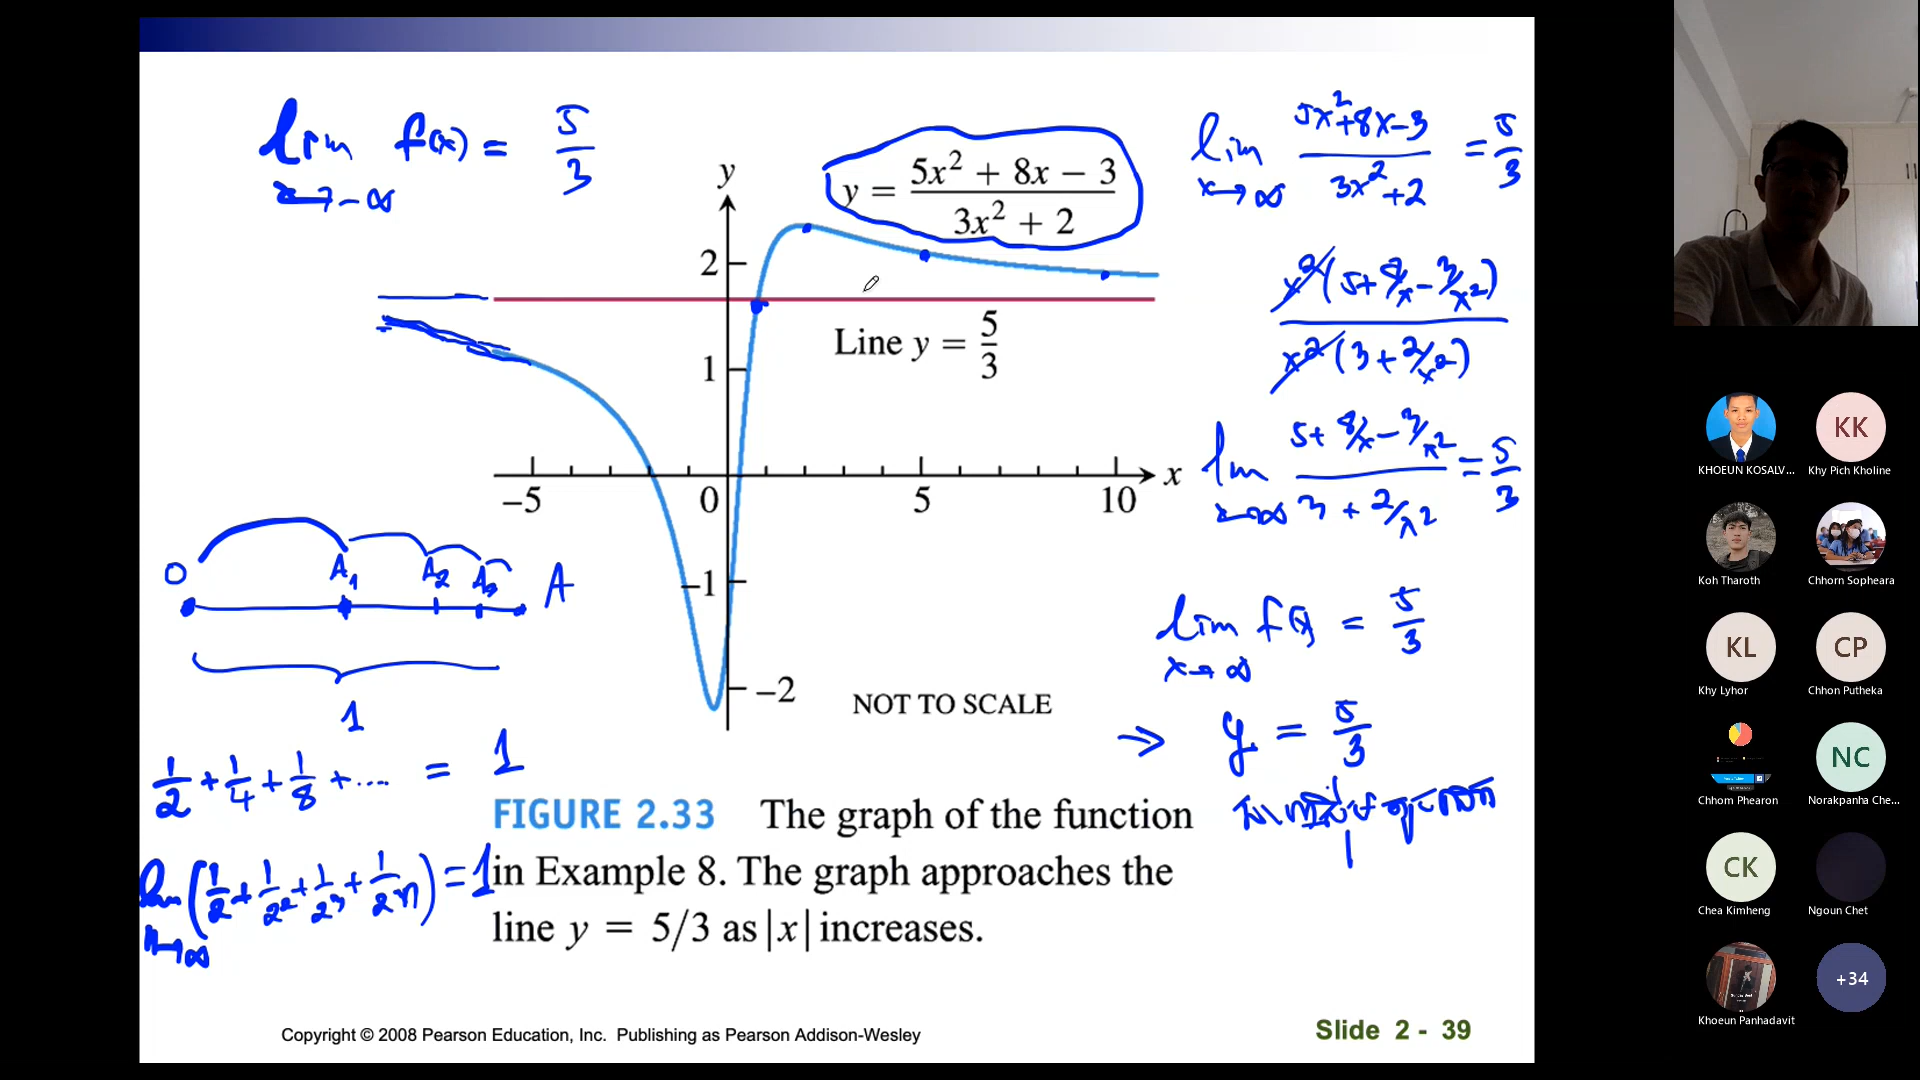 lim f(x) = 5/3
x→-∞
y
y = 5x² + 8x − 3 / 3x² + 2
2
1
Line y = 5/3
−5
0
5
10
x
−1
−2
NOT TO SCALE
lim 5x²+8x-3 / 3x²+2 = 5/3
x→∞
x²(5+8/x-3/x²)
x²(3+2/x²)
lim 5+8/x-3/x² / 3+2/x² = 5/3
x→∞
lim f(x) = 5/3
x→∞
⇒ y = 5/3
O A₁ A₂ A₃ A
1
1/2 + 1/4 + 1/8 + .... = 1
lim (1/2 + 1/2² + 1/2³ + 1/2ⁿ) = 1
n→∞
FIGURE 2.33 The graph of the function
in Example 8. The graph approaches the
line y = 5/3 as |x| increases.
Copyright © 2008 Pearson Education, Inc. Publishing as Pearson Addison-Wesley
Slide 2 - 39
KHOEUN KOSALV...
KK
Khy Pich Kholine
Koh Tharoth
Chhorn Sopheara
KL
Khy Lyhor
CP
Chhon Putheka
Chhom Phearon
NC
Norakpanha Che...
CK
Chea Kimheng
Ngoun Chet
Khoeun Panhadavit
+34